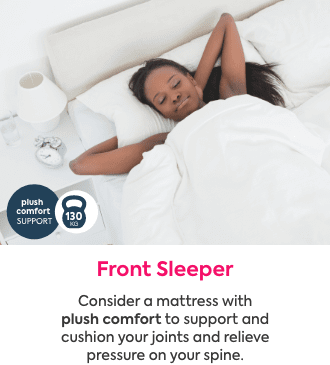 plush
comfort
SUPPORT
130
KG
Front Sleeper
Consider a mattress with
plush comfort to support and
cushion your joints and relieve
pressure on your spine.